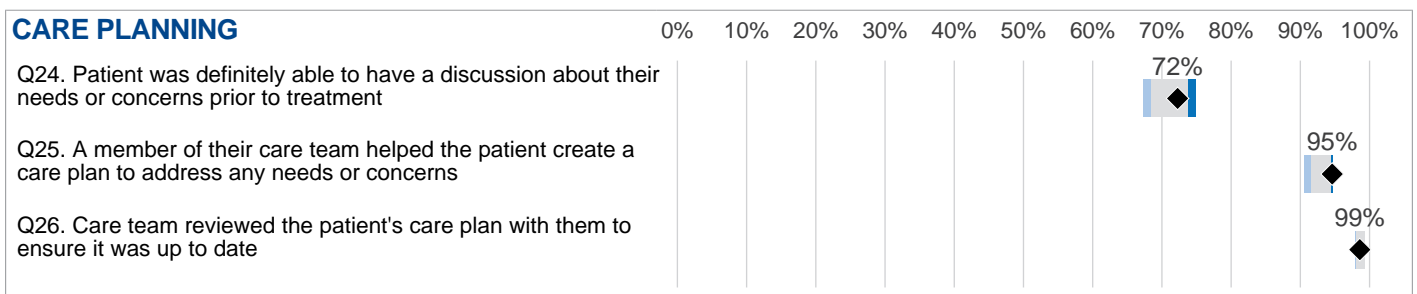 CARE PLANNING 0% 10% 20% 30% 40% 50% 60% 70% 80% 90% 100%
72%
Q24. Patient was definitely able to have a discussion about their
needs or concerns prior to treatment
95%
Q25. A member of their care team helped the patient create a
care plan to address any needs or concerns
99%
Q26. Care team reviewed the patient's care plan with them to
ensure it was up to date